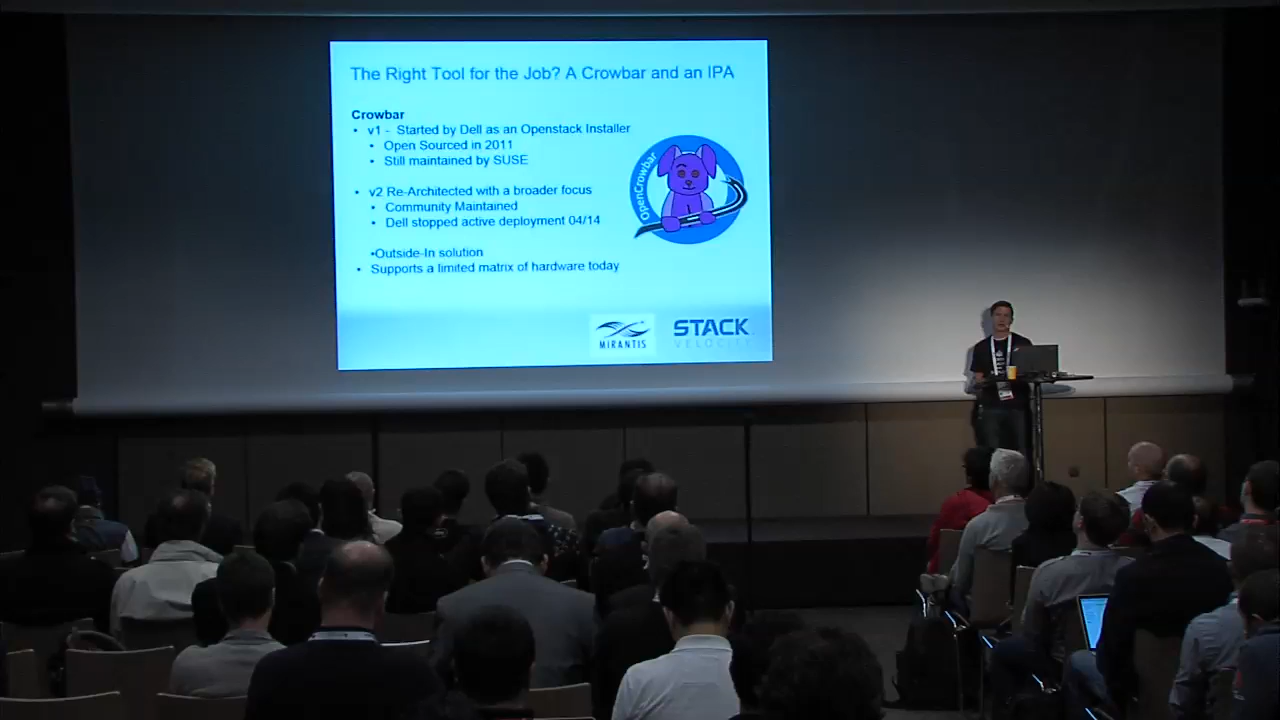 The Right Tool for the Job? A Crowbar and an IPA
Crowbar
• v1 - Started by Dell as an Openstack Installer
• Open Sourced in 2011
• Still maintained by SUSE
• v2 Re-Architected with a broader focus
• Community Maintained
• Dell stopped active deployment 04/14
•Outside-In solution
• Supports a limited matrix of hardware today
OpenCrowbar
MIRANTIS
STACK
VELOCITY